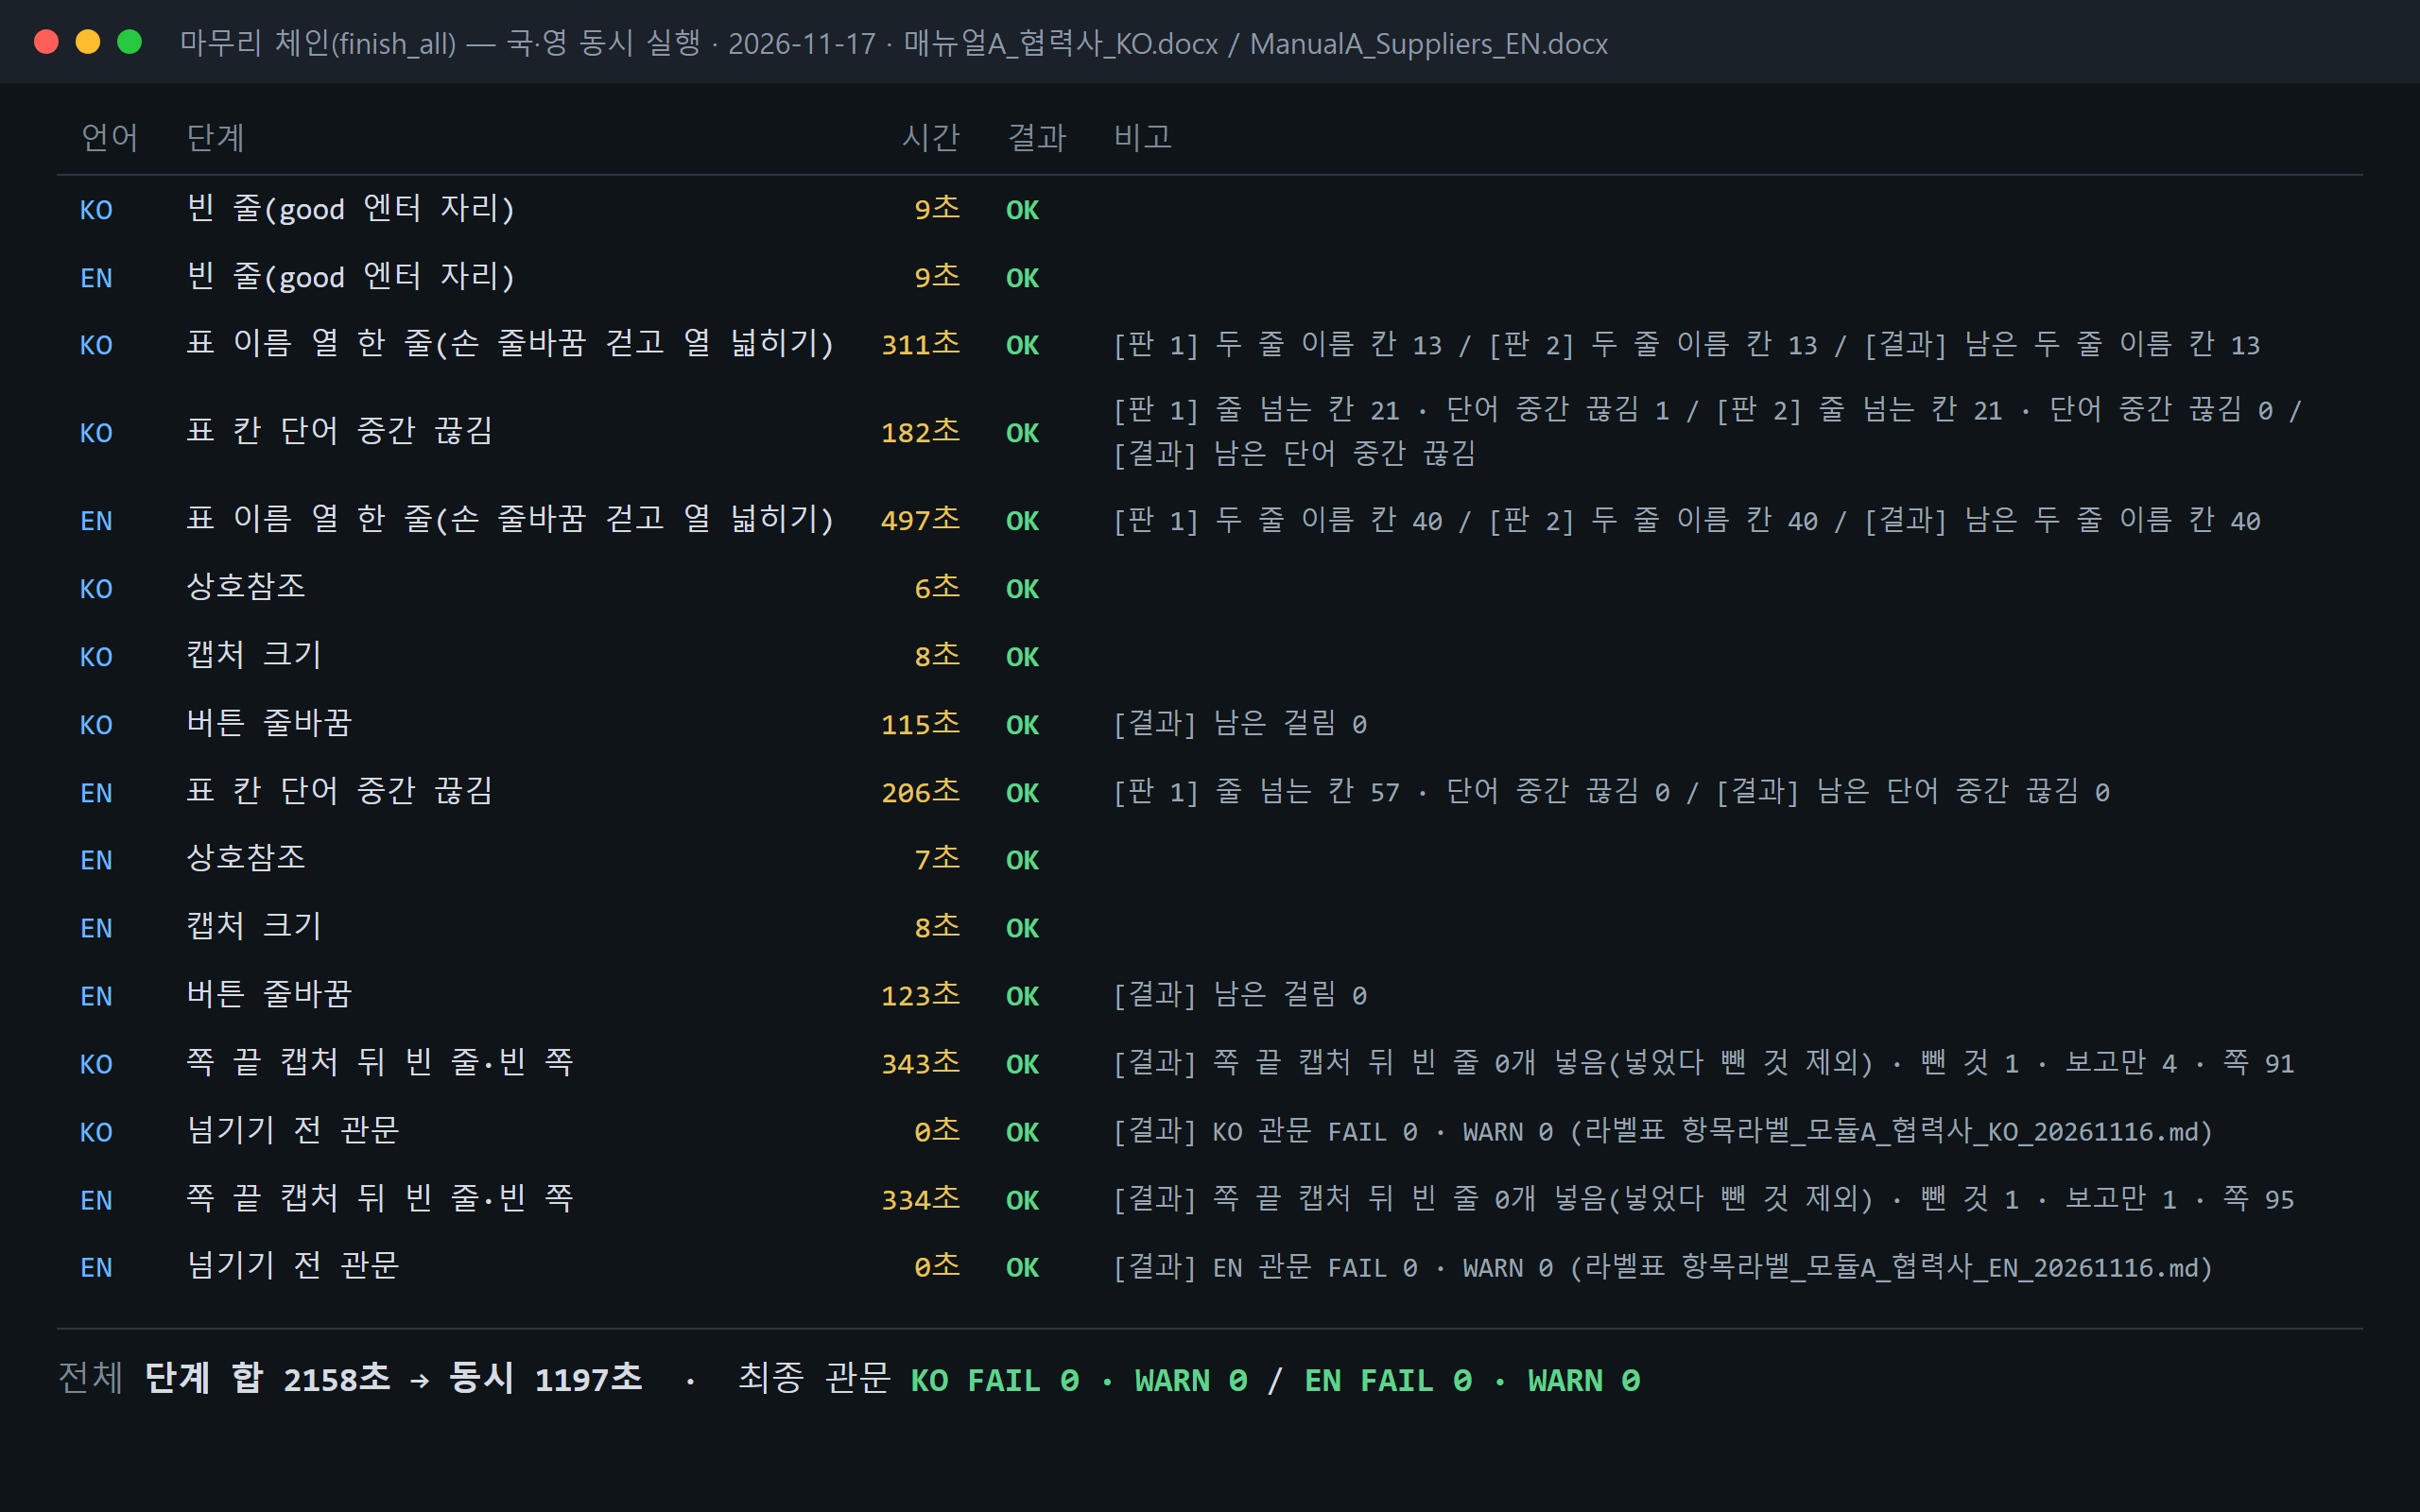 마무리 체인(finish_all) — 국·영 동시 실행 · 2026-11-17 · 매뉴얼A_협력사_KO.docx / ManualA_Suppliers_EN.docx
언어 단계 시간 결과 비고
KO 빈 줄(good 엔터 자리) 9초 OK
EN 빈 줄(good 엔터 자리) 9초 OK
KO 표 이름 열 한 줄(손 줄바꿈 걷고 열 넓히기) 311초 OK [판 1] 두 줄 이름 칸 13 / [판 2] 두 줄 이름 칸 13 / [결과] 남은 두 줄 이름 칸 13
KO 표 칸 단어 중간 끊김 182초 OK [판 1] 줄 넘는 칸 21 · 단어 중간 끊김 1 / [판 2] 줄 넘는 칸 21 · 단어 중간 끊김 0 /
[결과] 남은 단어 중간 끊김
EN 표 이름 열 한 줄(손 줄바꿈 걷고 열 넓히기) 497초 OK [판 1] 두 줄 이름 칸 40 / [판 2] 두 줄 이름 칸 40 / [결과] 남은 두 줄 이름 칸 40
KO 상호참조 6초 OK
KO 캡처 크기 8초 OK
KO 버튼 줄바꿈 115초 OK [결과] 남은 걸림 0
EN 표 칸 단어 중간 끊김 206초 OK [판 1] 줄 넘는 칸 57 · 단어 중간 끊김 0 / [결과] 남은 단어 중간 끊김 0
EN 상호참조 7초 OK
EN 캡처 크기 8초 OK
EN 버튼 줄바꿈 123초 OK [결과] 남은 걸림 0
KO 쪽 끝 캡처 뒤 빈 줄·빈 쪽 343초 OK [결과] 쪽 끝 캡처 뒤 빈 줄 0개 넣음(넣었다 뺀 것 제외) · 뺀 것 1 · 보고만 4 · 쪽 91
KO 넘기기 전 관문 0초 OK [결과] KO 관문 FAIL 0 · WARN 0 (라벨표 항목라벨_모듈A_협력사_KO_20261116.md)
EN 쪽 끝 캡처 뒤 빈 줄·빈 쪽 334초 OK [결과] 쪽 끝 캡처 뒤 빈 줄 0개 넣음(넣었다 뺀 것 제외) · 뺀 것 1 · 보고만 1 · 쪽 95
EN 넘기기 전 관문 0초 OK [결과] EN 관문 FAIL 0 · WARN 0 (라벨표 항목라벨_모듈A_협력사_EN_20261116.md)
전체 단계 합 2158초 → 동시 1197초 · 최종 관문 KO FAIL 0 · WARN 0 / EN FAIL 0 · WARN 0